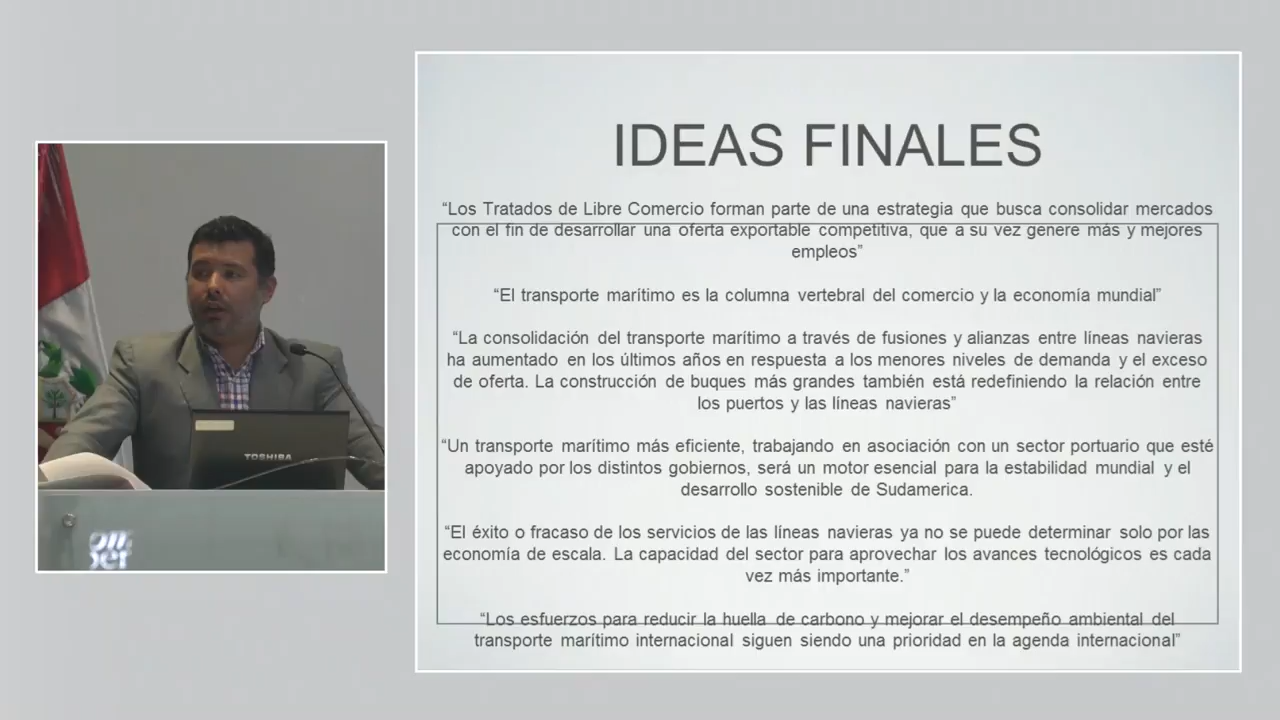 IDEAS FINALES
“Los Tratados de Libre Comercio forman parte de una estrategia que busca consolidar mercados
con el fin de desarrollar una oferta exportable competitiva, que a su vez genere más y mejores
empleos”
“El transporte marítimo es la columna vertebral del comercio y la economía mundial”
“La consolidación del transporte marítimo a través de fusiones y alianzas entre líneas navieras
ha aumentado en los últimos años en respuesta a los menores niveles de demanda y el exceso
de oferta. La construcción de buques más grandes también está redefiniendo la relación entre
los puertos y las líneas navieras”
“Un transporte marítimo más eficiente, trabajando en asociación con un sector portuario que esté
apoyado por los distintos gobiernos, será un motor esencial para la estabilidad mundial y el
desarrollo sostenible de Sudamerica.
“El éxito o fracaso de los servicios de las líneas navieras ya no se puede determinar solo por las
economía de escala. La capacidad del sector para aprovechar los avances tecnológicos es cada
vez más importante.”
“Los esfuerzos para reducir la huella de carbono y mejorar el desempeño ambiental del
transporte marítimo internacional siguen siendo una prioridad en la agenda internacional”
TOSHIBA